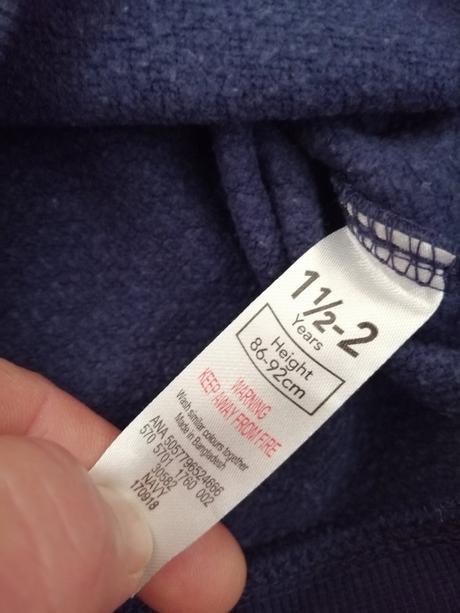 1½-2
Years
Height
86-92cm
WARNING
KEEP AWAY FROM FIRE
Wash similar colours together
Made in Bangladesh
ANA 5057796524666
570 5701 1760 002
30582
NAVY
170918